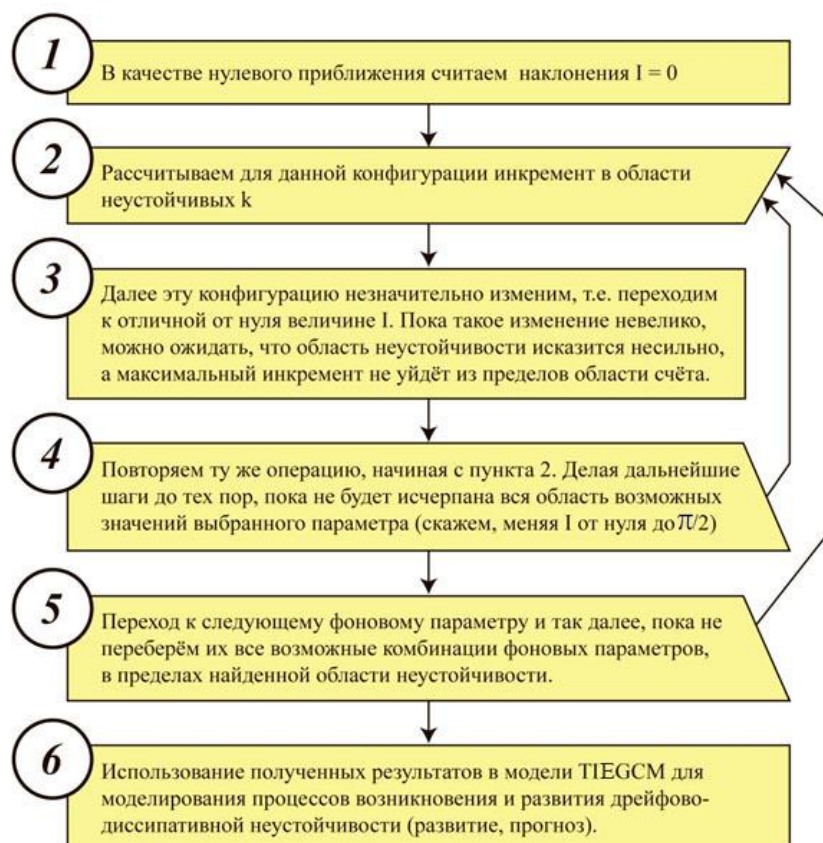 1
В качестве нулевого приближения считаем наклонения I = 0
2
Рассчитываем для данной конфигурации инкремент в области
неустойчивых k
3
Далее эту конфигурацию незначительно изменим, т.е. переходим
к отличной от нуля величине I. Пока такое изменение невелико,
можно ожидать, что область неустойчивости исказится несильно,
а максимальный инкремент не уйдёт из пределов области счёта.
4
Повторяем ту же операцию, начиная с пункта 2. Делая дальнейшие
шаги до тех пор, пока не будет исчерпана вся область возможных
значений выбранного параметра (скажем, меняя I от нуля до π/2)
5
Переход к следующему фоновому параметру и так далее, пока не
переберём их все возможные комбинации фоновых параметров,
в пределах найденной области неустойчивости.
6
Использование полученных результатов в модели TIEGCM для
моделирования процессов возникновения и развития дрейфово-
диссипативной неустойчивости (развитие, прогноз).